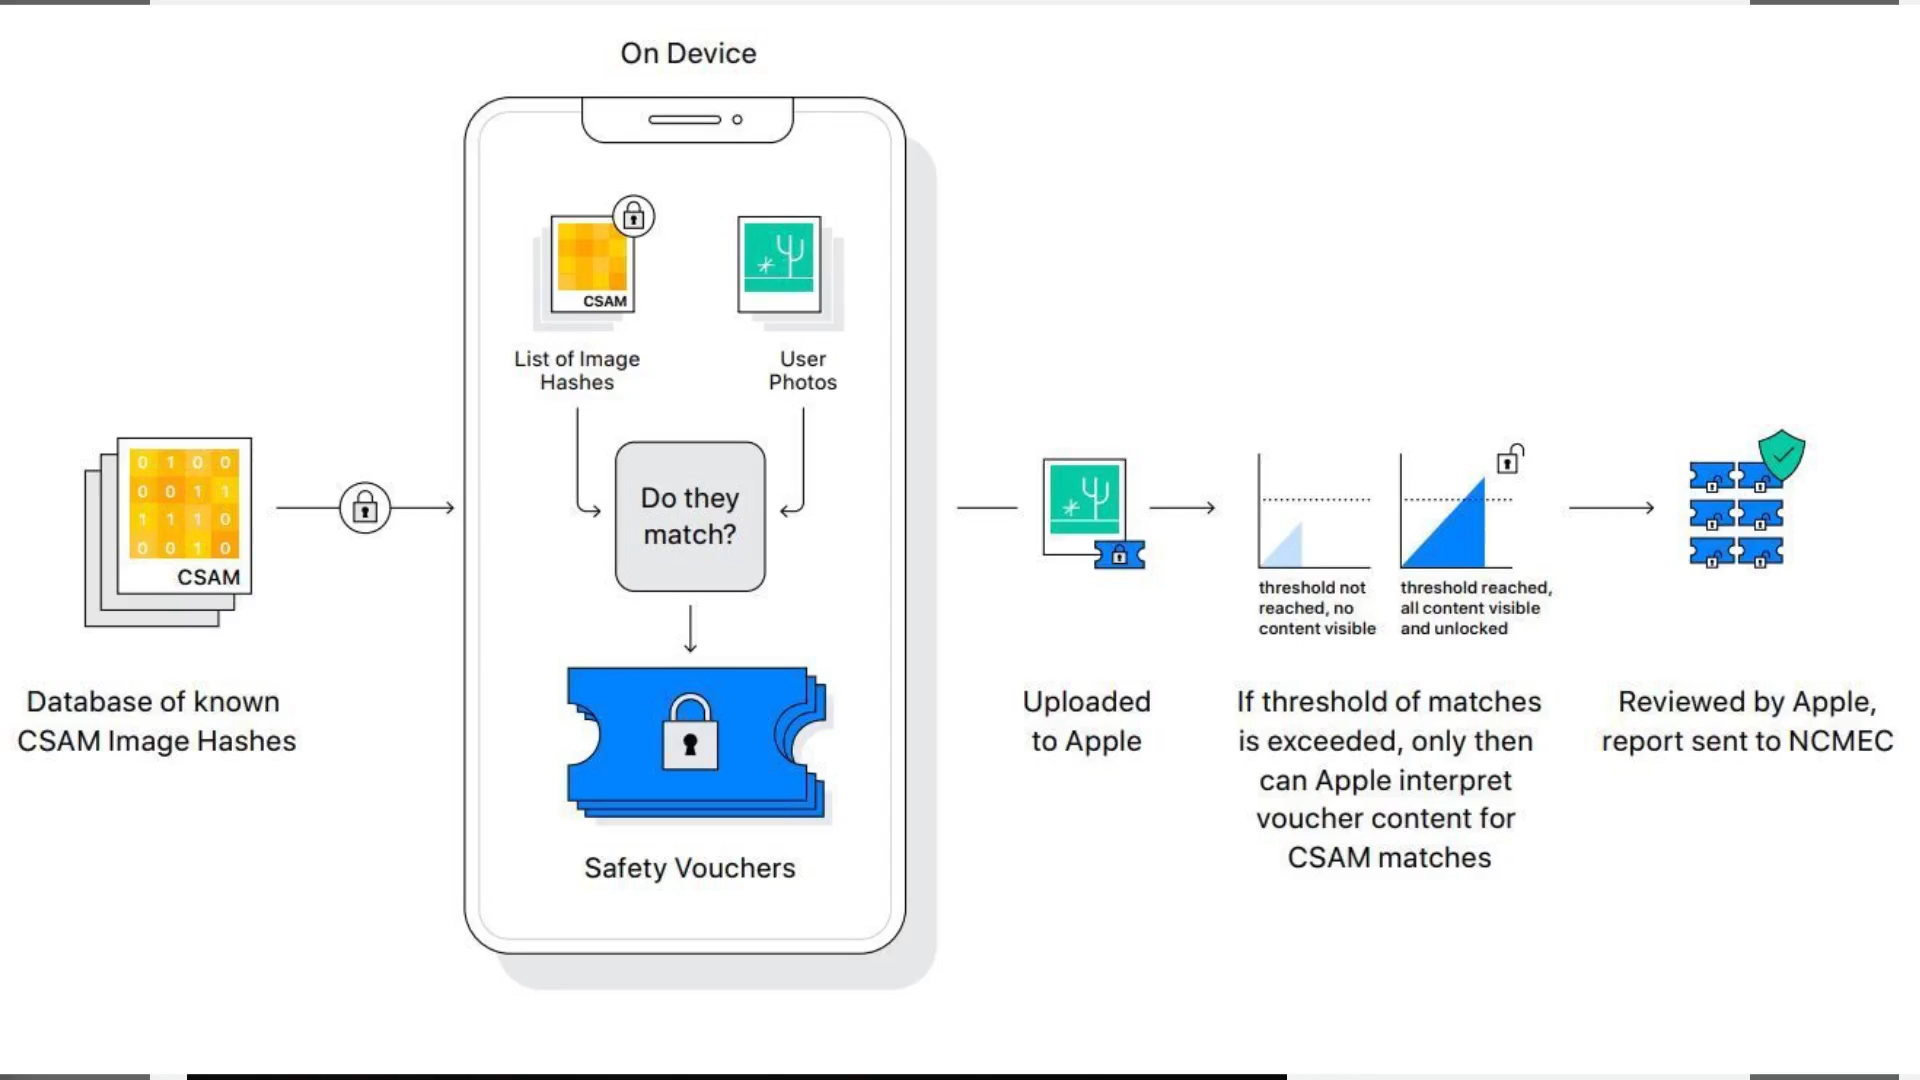 On Device
CSAM
List of Image
Hashes
User
Photos
Do they
match?
Safety Vouchers
0 1 0 0
0 0 1 1
1 1 1 0
0 0 1 0
CSAM
Database of known
CSAM Image Hashes
Uploaded
to Apple
threshold not
reached, no
content visible
threshold reached,
all content visible
and unlocked
If threshold of matches
is exceeded, only then
can Apple interpret
voucher content for
CSAM matches
Reviewed by Apple,
report sent to NCMEC